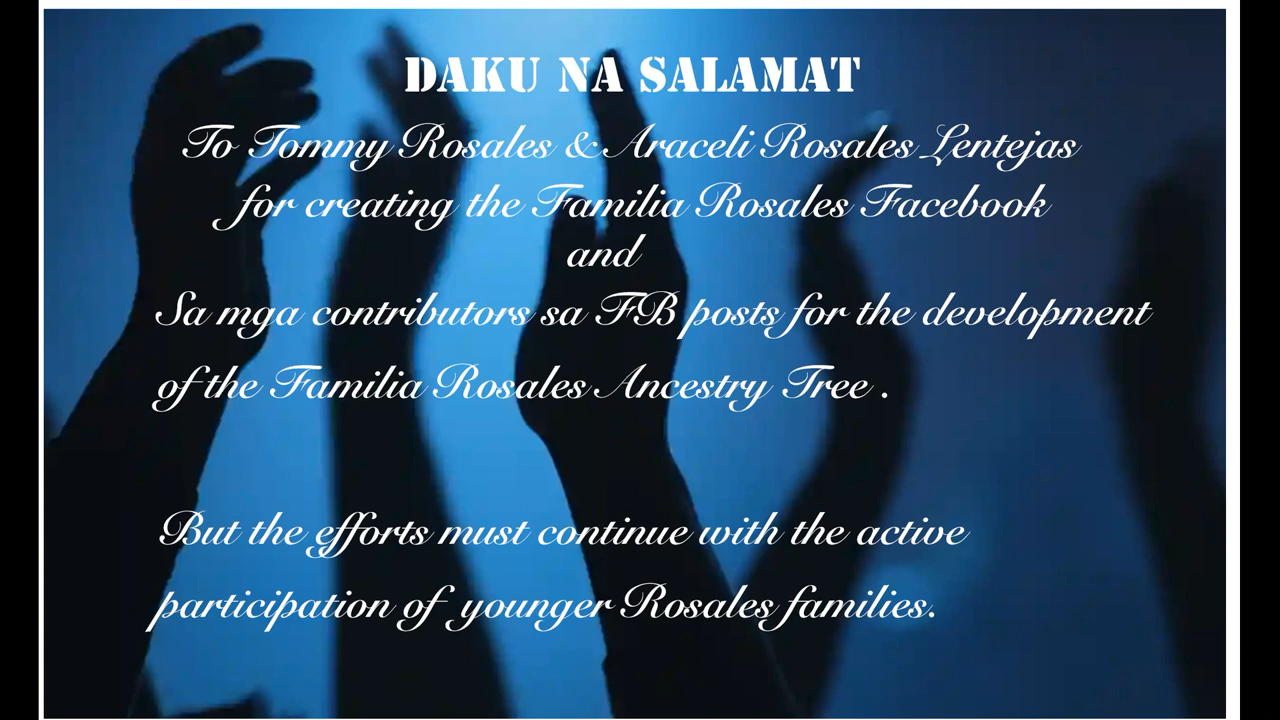 DAKU NA SALAMAT
To Tommy Rosales & Araceli Rosales Lentejas
for creating the Familia Rosales Facebook
and
Sa mga contributors sa FB posts for the development
of the Familia Rosales Ancestry Tree .
But the efforts must continue with the active
participation of younger Rosales families.